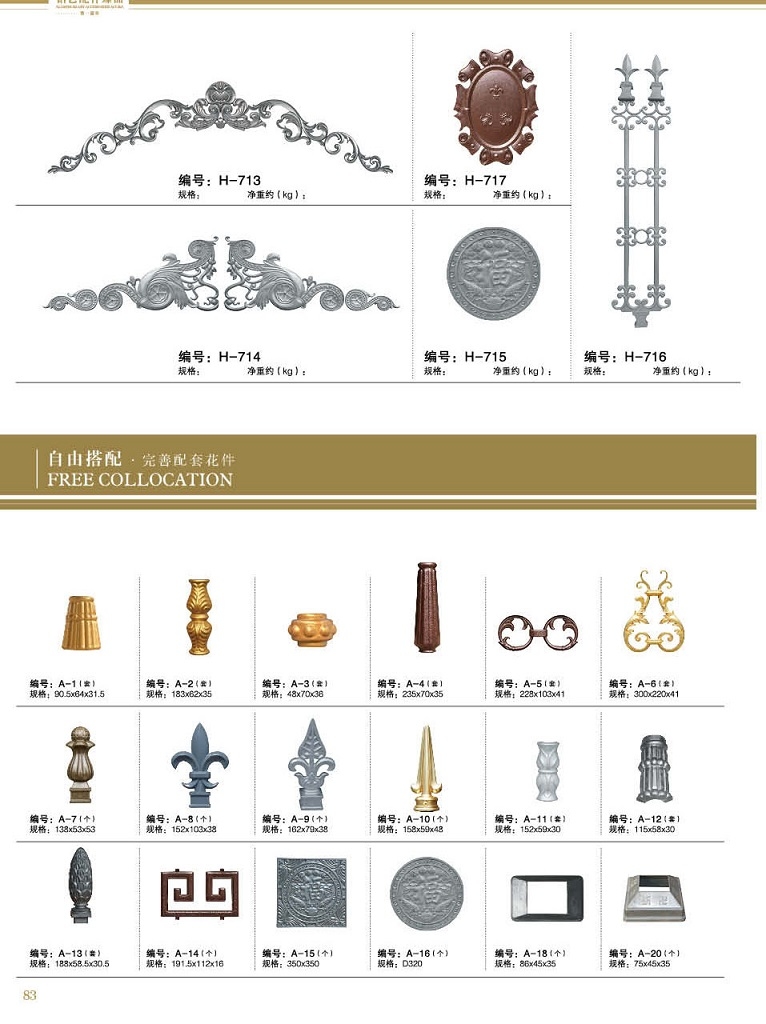 编号：H-713
规格： 净重约（kg）：
编号：H-717
规格： 净重约（kg）：
编号：H-714
规格： 净重约（kg）：
福
编号：H-715
规格： 净重约（kg）：
编号：H-716
规格： 净重约（kg）：
自由搭配 · 完善配套花件
FREE COLLOCATION
编号：A-1（套）
规格：90.5x64x31.5
编号：A-2（套）
规格：183x62x35
编号：A-3（套）
规格：48x70x36
编号：A-4（套）
规格：235x70x35
编号：A-5（套）
规格：228x103x41
编号：A-6（套）
规格：300x220x41
编号：A-7（个）
规格：138x53x53
编号：A-8（个）
规格：152x103x38
编号：A-9（个）
规格：162x79x38
编号：A-10（个）
规格：158x59x48
编号：A-11（套）
规格：152x59x30
编号：A-12（套）
规格：115x58x30
福
福
编号：A-13（套）
规格：188x58.5x30.5
编号：A-14（个）
规格：191.5x112x16
编号：A-15（个）
规格：350x350
编号：A-16（个）
规格：D320
编号：A-18（个）
规格：86x45x35
编号：A-20（个）
规格：75x45x35
83